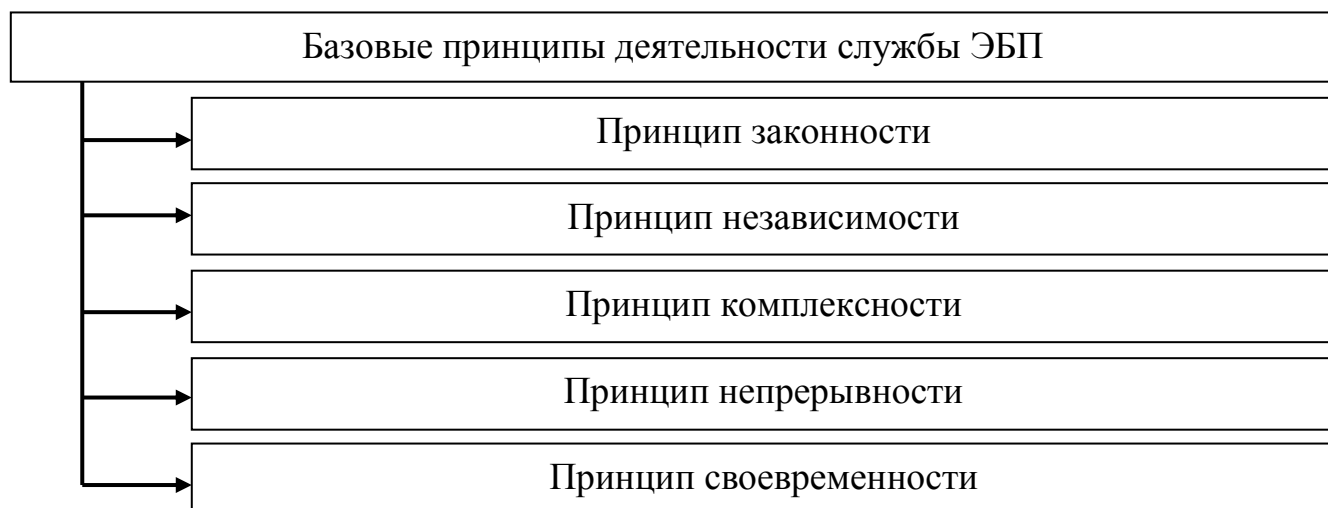 Базовые принципы деятельности службы ЭБП
Принцип законности
Принцип независимости
Принцип комплексности
Принцип непрерывности
Принцип своевременности